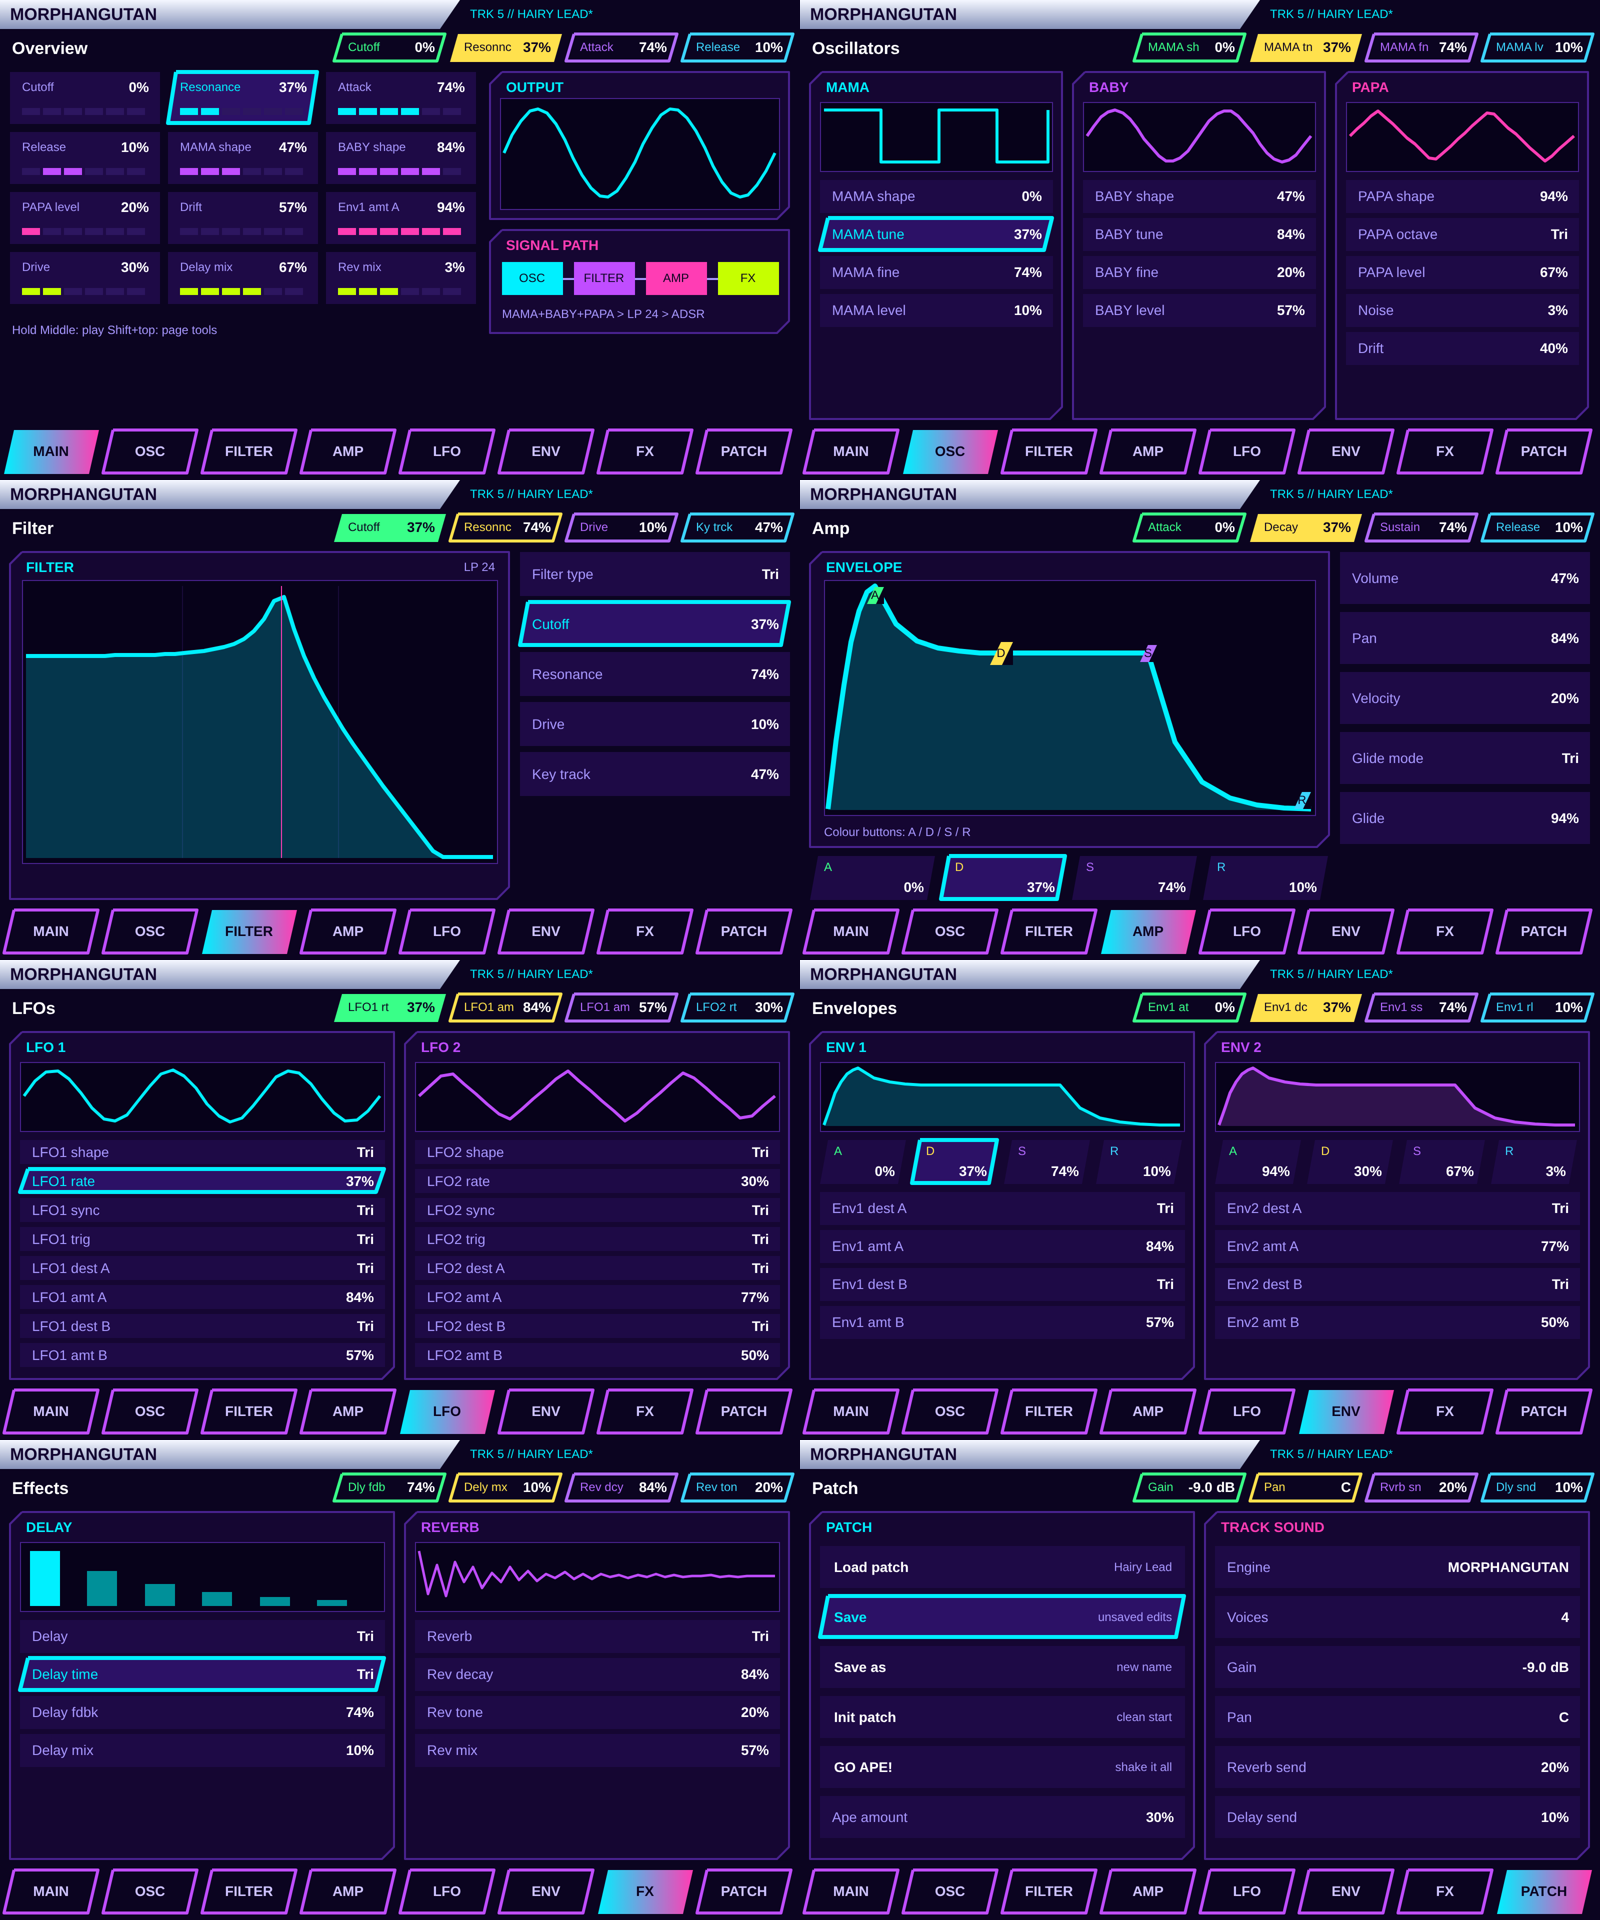 MORPHANGUTAN TRK 5 // HAIRY LEAD*
Overview Cutoff 0% Resonnc 37% Attack 74% Release 10%
Cutoff 0% Resonance 37% Attack 74%
Release 10% MAMA shape 47% BABY shape 84%
PAPA level 20% Drift 57% Env1 amt A 94%
Drive 30% Delay mix 67% Rev mix 3%
Hold Middle: play Shift+top: page tools
OUTPUT
SIGNAL PATH
OSC FILTER AMP FX
MAMA+BABY+PAPA > LP 24 > ADSR
MAIN OSC FILTER AMP LFO ENV FX PATCH
MORPHANGUTAN TRK 5 // HAIRY LEAD*
Oscillators MAMA sh 0% MAMA tn 37% MAMA fn 74% MAMA lv 10%
MAMA
MAMA shape 0%
MAMA tune 37%
MAMA fine 74%
MAMA level 10%
BABY
BABY shape 47%
BABY tune 84%
BABY fine 20%
BABY level 57%
PAPA
PAPA shape 94%
PAPA octave Tri
PAPA level 67%
Noise 3%
Drift 40%
MAIN OSC FILTER AMP LFO ENV FX PATCH
MORPHANGUTAN TRK 5 // HAIRY LEAD*
Filter Cutoff 37% Resonnc 74% Drive 10% Ky trck 47%
FILTER LP 24
Filter type Tri
Cutoff 37%
Resonance 74%
Drive 10%
Key track 47%
MAIN OSC FILTER AMP LFO ENV FX PATCH
MORPHANGUTAN TRK 5 // HAIRY LEAD*
Amp Attack 0% Decay 37% Sustain 74% Release 10%
ENVELOPE
A
D
S
R
Colour buttons: A / D / S / R
A 0% D 37% S 74% R 10%
Volume 47%
Pan 84%
Velocity 20%
Glide mode Tri
Glide 94%
MAIN OSC FILTER AMP LFO ENV FX PATCH
MORPHANGUTAN TRK 5 // HAIRY LEAD*
LFOs LFO1 rt 37% LFO1 am 84% LFO1 am 57% LFO2 rt 30%
LFO 1
LFO1 shape Tri
LFO1 rate 37%
LFO1 sync Tri
LFO1 trig Tri
LFO1 dest A Tri
LFO1 amt A 84%
LFO1 dest B Tri
LFO1 amt B 57%
LFO 2
LFO2 shape Tri
LFO2 rate 30%
LFO2 sync Tri
LFO2 trig Tri
LFO2 dest A Tri
LFO2 amt A 77%
LFO2 dest B Tri
LFO2 amt B 50%
MAIN OSC FILTER AMP LFO ENV FX PATCH
MORPHANGUTAN TRK 5 // HAIRY LEAD*
Envelopes Env1 at 0% Env1 dc 37% Env1 ss 74% Env1 rl 10%
ENV 1
A 0% D 37% S 74% R 10%
Env1 dest A Tri
Env1 amt A 84%
Env1 dest B Tri
Env1 amt B 57%
ENV 2
A 94% D 30% S 67% R 3%
Env2 dest A Tri
Env2 amt A 77%
Env2 dest B Tri
Env2 amt B 50%
MAIN OSC FILTER AMP LFO ENV FX PATCH
MORPHANGUTAN TRK 5 // HAIRY LEAD*
Effects Dly fdb 74% Dely mx 10% Rev dcy 84% Rev ton 20%
DELAY
Delay Tri
Delay time Tri
Delay fdbk 74%
Delay mix 10%
REVERB
Reverb Tri
Rev decay 84%
Rev tone 20%
Rev mix 57%
MAIN OSC FILTER AMP LFO ENV FX PATCH
MORPHANGUTAN TRK 5 // HAIRY LEAD*
Patch Gain -9.0 dB Pan C Rvrb sn 20% Dly snd 10%
PATCH
Load patch Hairy Lead
Save unsaved edits
Save as new name
Init patch clean start
GO APE! shake it all
Ape amount 30%
TRACK SOUND
Engine MORPHANGUTAN
Voices 4
Gain -9.0 dB
Pan C
Reverb send 20%
Delay send 10%
MAIN OSC FILTER AMP LFO ENV FX PATCH